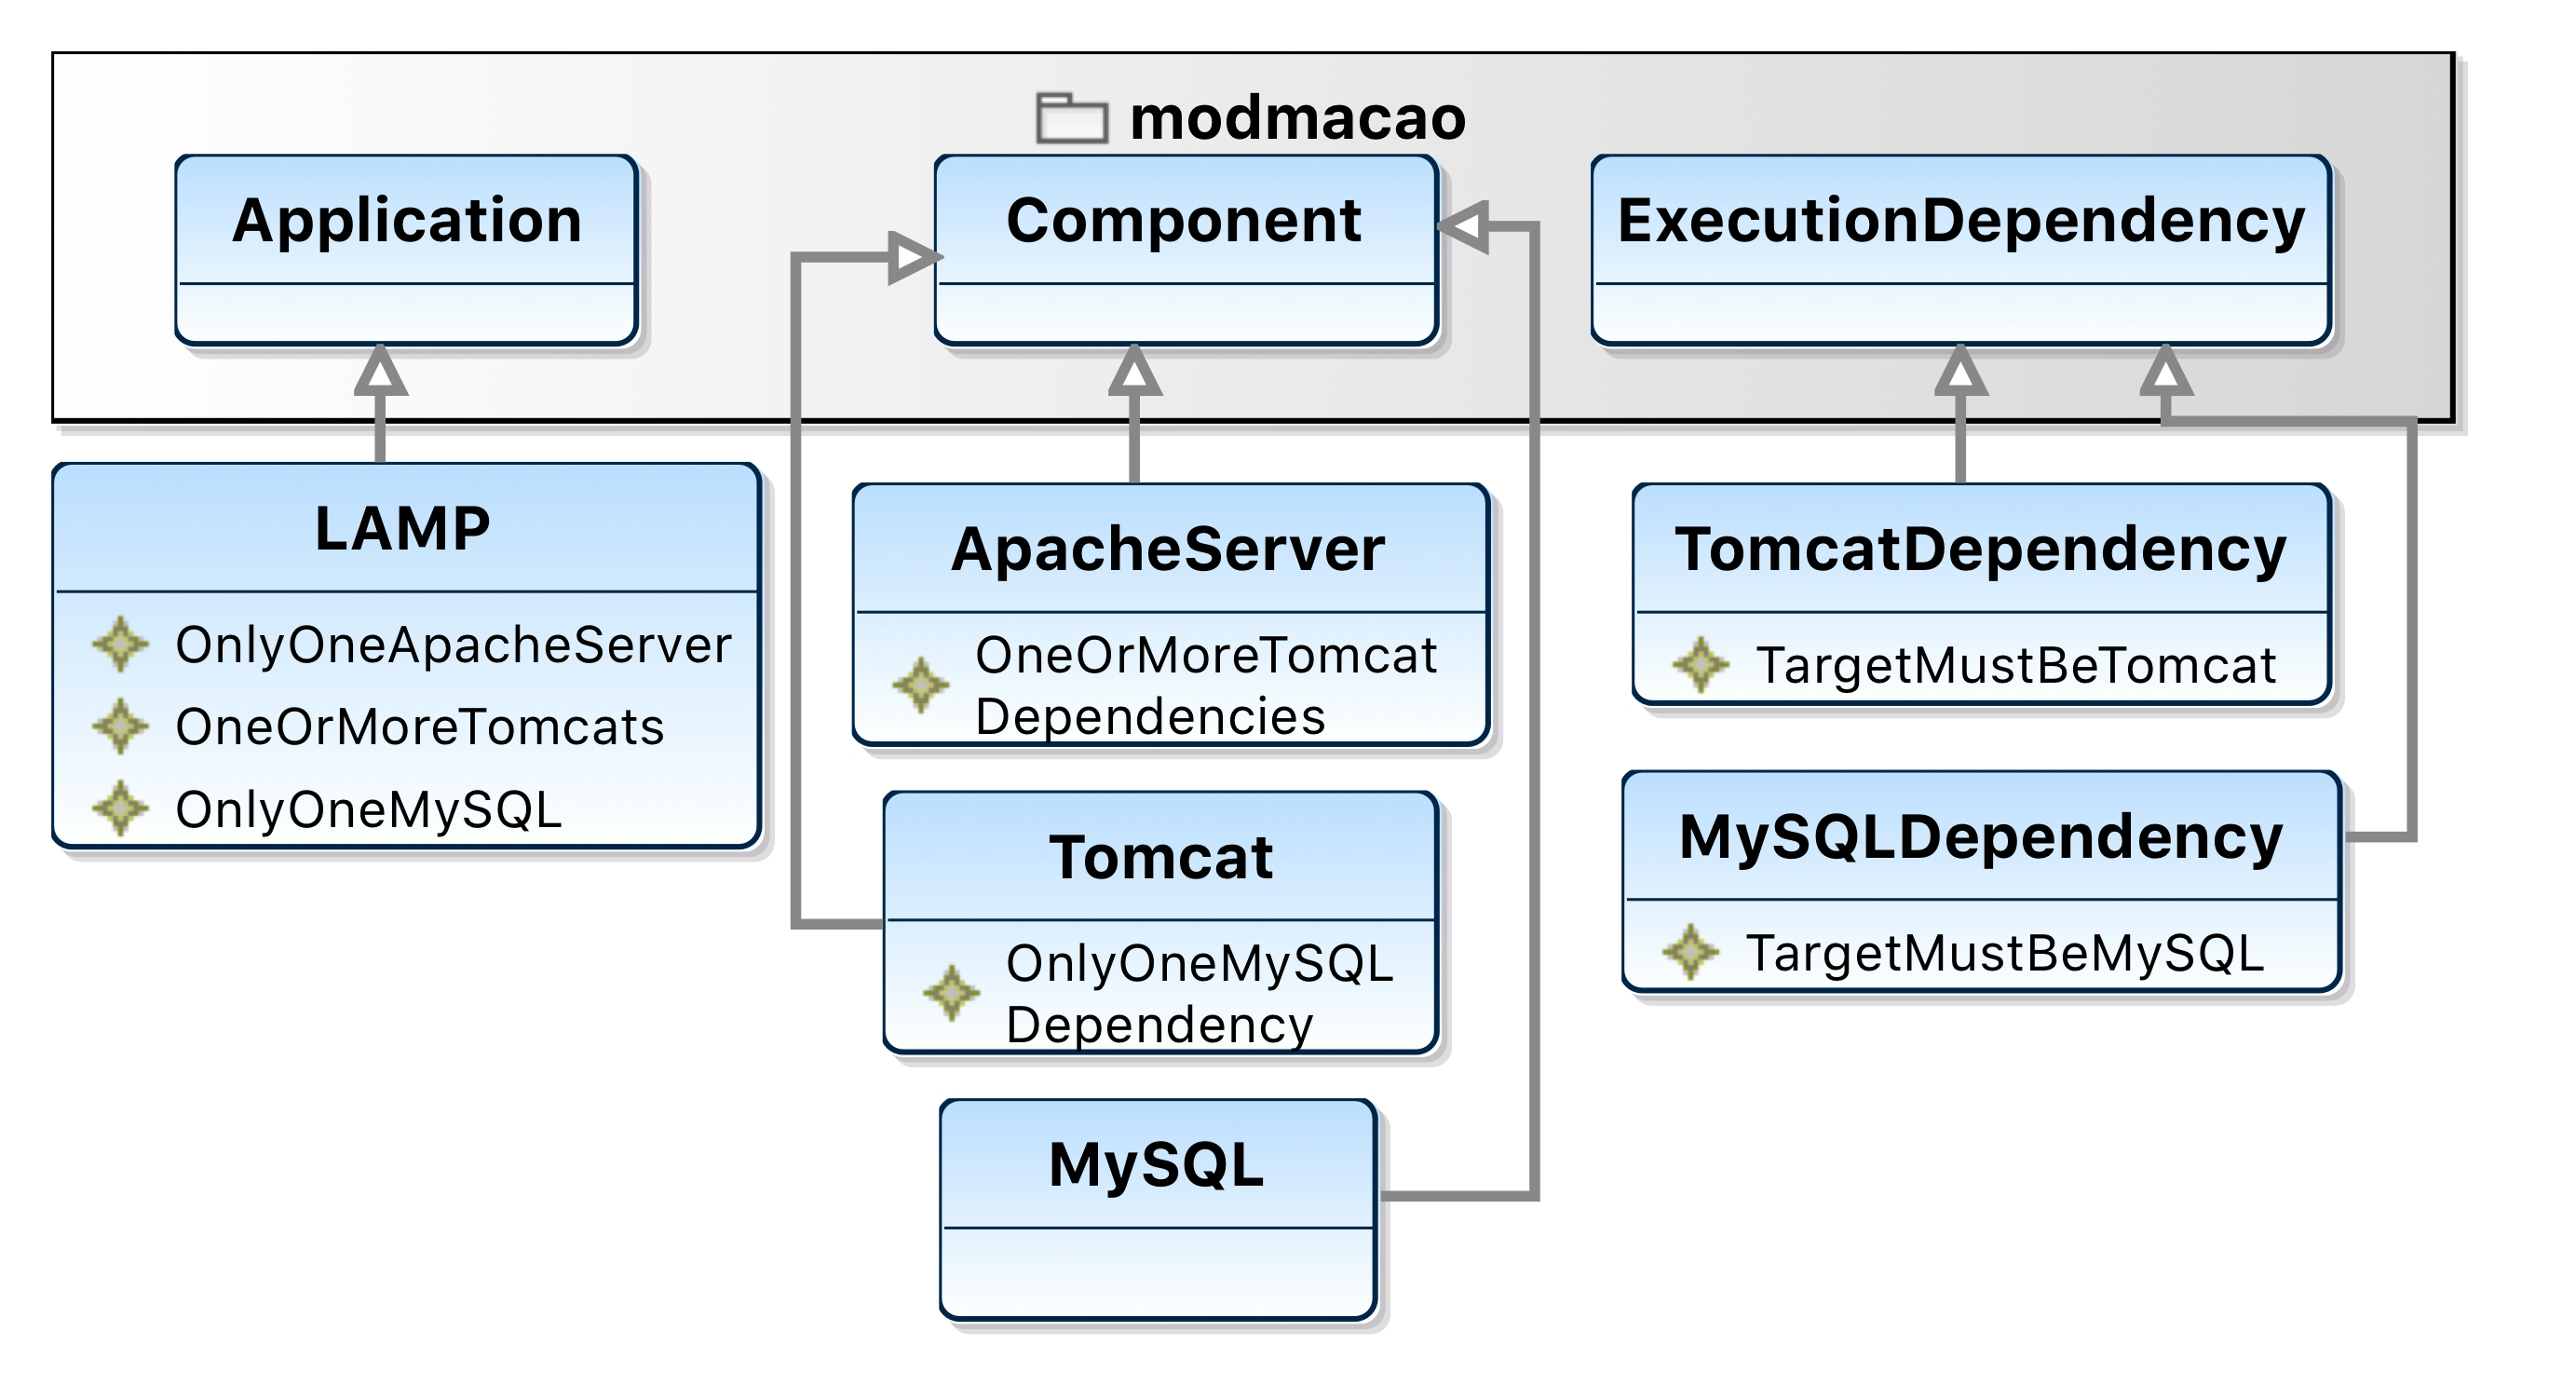 modmacao
Application
Component
ExecutionDependency
LAMP
OnlyOneApacheServer
OneOrMoreTomcats
OnlyOneMySQL
ApacheServer
OneOrMoreTomcat
Dependencies
Tomcat
OnlyOneMySQL
Dependency
MySQL
TomcatDependency
TargetMustBeTomcat
MySQLDependency
TargetMustBeMySQL